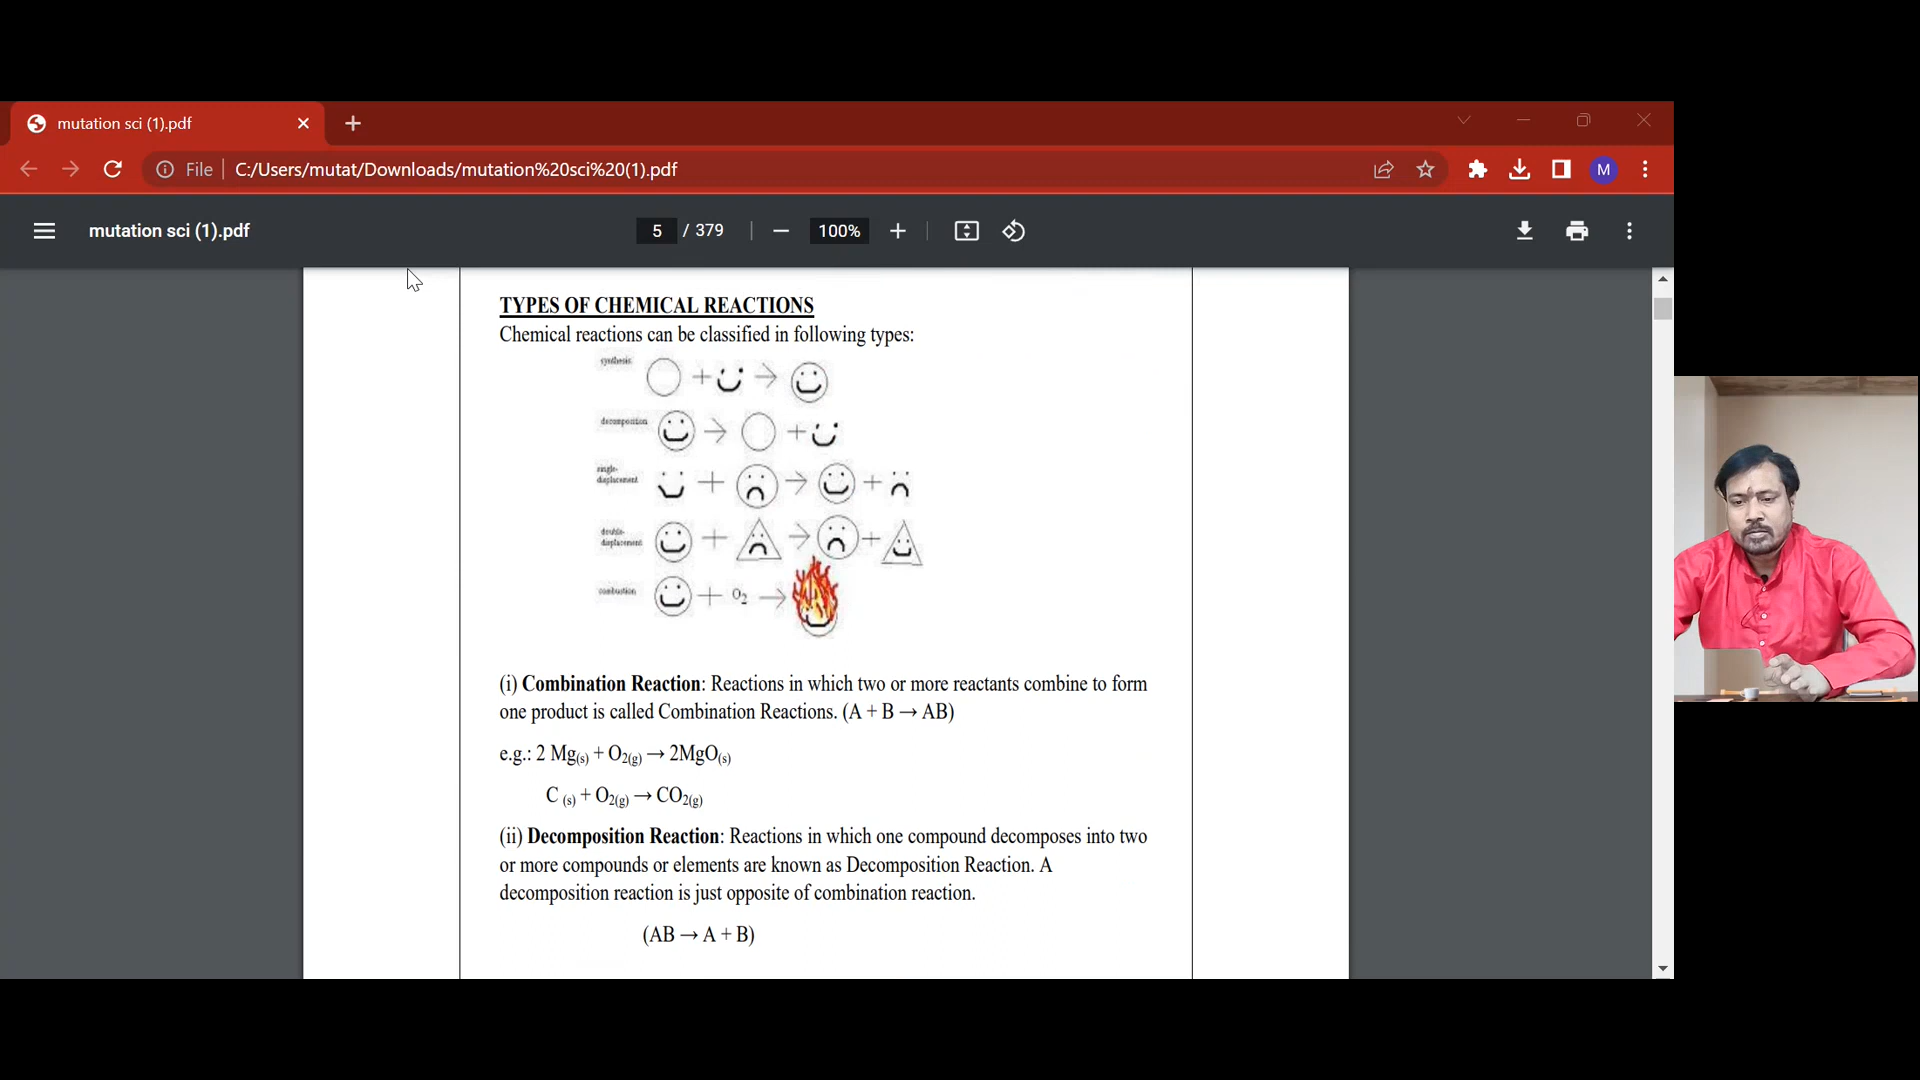 mutation sci (1).pdf
File C:/Users/mutat/Downloads/mutation%20sci%20(1).pdf
M
mutation sci (1).pdf
5 / 379
100%
TYPES OF CHEMICAL REACTIONS
Chemical reactions can be classified in following types:
synthesis
decomposition
single-
displacement
double-
displacement
combustion
O₂
(i) Combination Reaction: Reactions in which two or more reactants combine to form
one product is called Combination Reactions. (A + B → AB)
e.g.: 2 Mg(s) + O₂(g) → 2MgO(s)
C (s) + O₂(g) → CO₂(g)
(ii) Decomposition Reaction: Reactions in which one compound decomposes into two
or more compounds or elements are known as Decomposition Reaction. A
decomposition reaction is just opposite of combination reaction.
(AB → A + B)